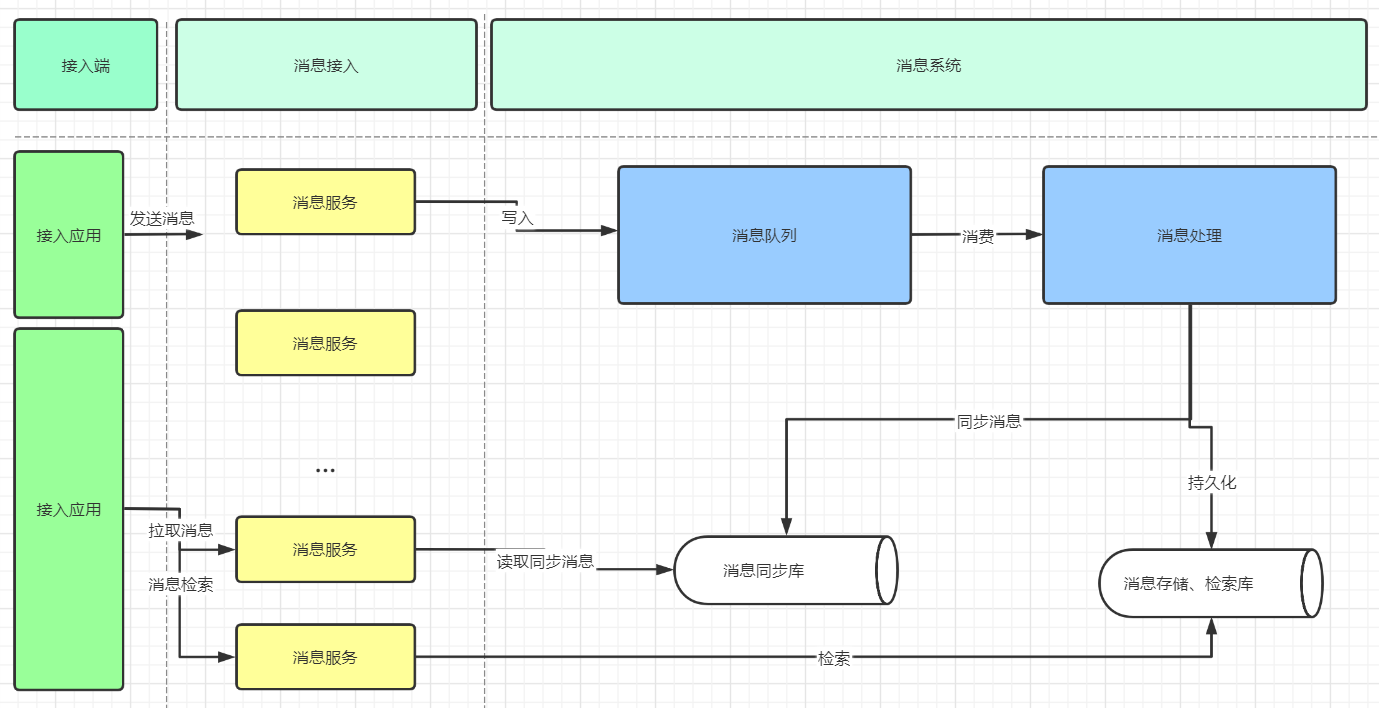 接入端
消息接入
消息系统
接入应用
发送消息
消息服务
写入
消息队列
消费
消息处理
消息服务
同步消息
...
持久化
接入应用
拉取消息
消息服务
读取同步消息
消息同步库
消息存储、检索库
消息检索
消息服务
检索